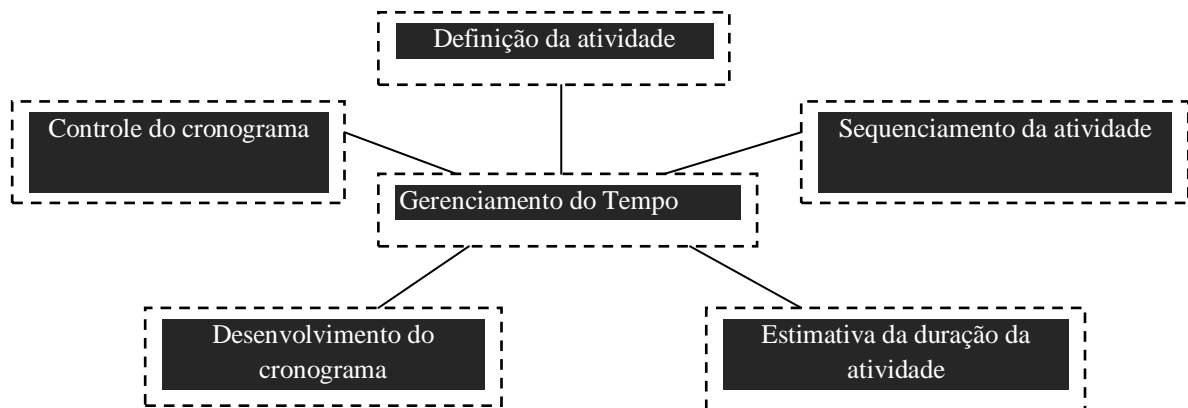 Definição da atividade
Controle do cronograma
Sequenciamento da atividade
Gerenciamento do Tempo
Desenvolvimento do
cronograma
Estimativa da duração da
atividade